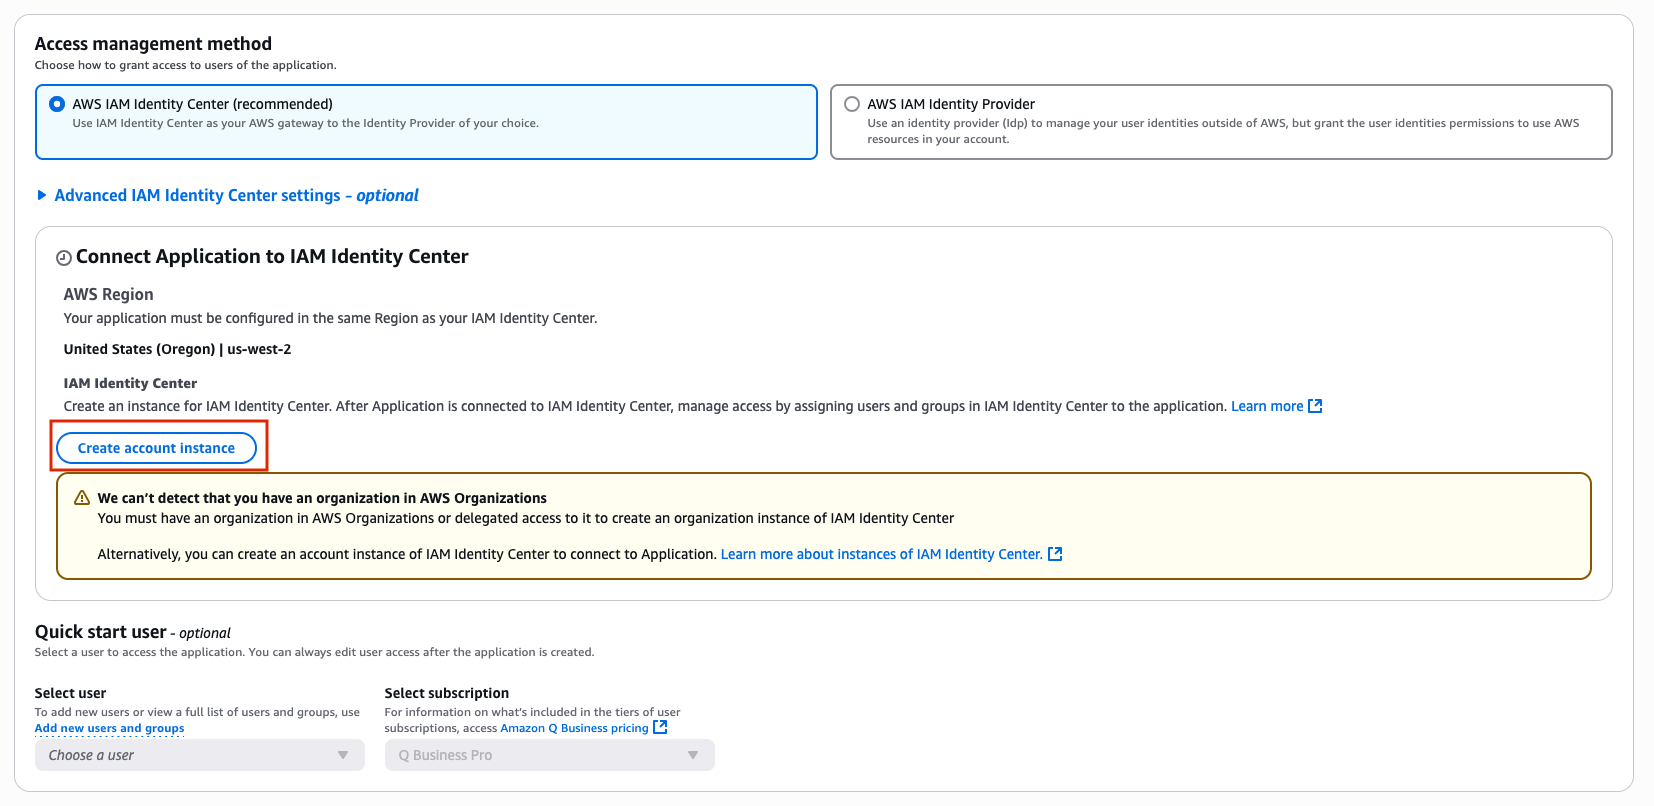 Access management method
Choose how to grant access to users of the application.
AWS IAM Identity Center (recommended)
Use IAM Identity Center as your AWS gateway to the Identity Provider of your choice.
AWS IAM Identity Provider
Use an identity provider (Idp) to manage your user identities outside of AWS, but grant the user identities permissions to use AWS
resources in your account.
Advanced IAM Identity Center settings - optional
Connect Application to IAM Identity Center
AWS Region
Your application must be configured in the same Region as your IAM Identity Center.
United States (Oregon) | us-west-2
IAM Identity Center
Create an instance for IAM Identity Center. After Application is connected to IAM Identity Center, manage access by assigning users and groups in IAM Identity Center to the application. Learn more
Create account instance
We can't detect that you have an organization in AWS Organizations
You must have an organization in AWS Organizations or delegated access to it to create an organization instance of IAM Identity Center
Alternatively, you can create an account instance of IAM Identity Center to connect to Application. Learn more about instances of IAM Identity Center.
Quick start user - optional
Select a user to access the application. You can always edit user access after the application is created.
Select user
To add new users or view a full list of users and groups, use
Add new users and groups
Choose a user
Select subscription
For information on what's included in the tiers of user
subscriptions, access Amazon Q Business pricing
Q Business Pro